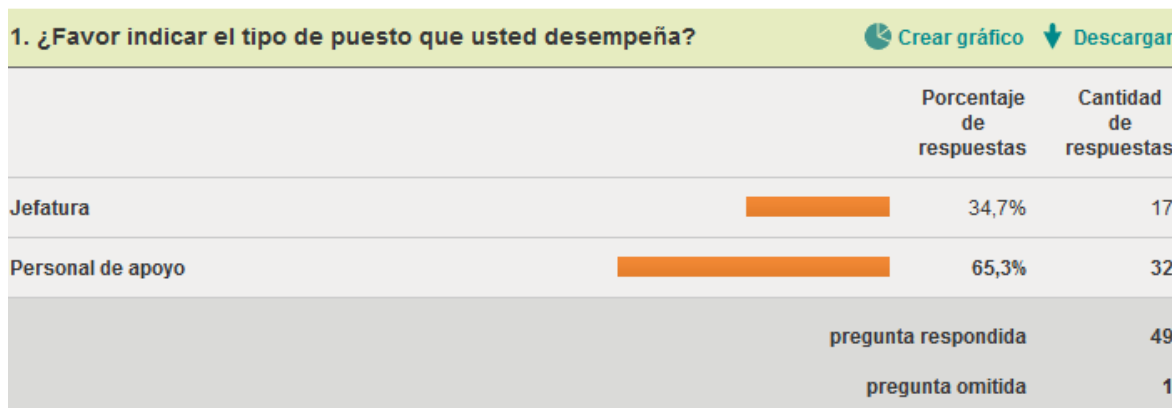 1. ¿Favor indicar el tipo de puesto que usted desempeña? Crear gráfico Descargar
Porcentaje de respuestas Cantidad de respuestas
Jefatura 34,7% 17
Personal de apoyo 65,3% 32
pregunta respondida 49
pregunta omitida 1